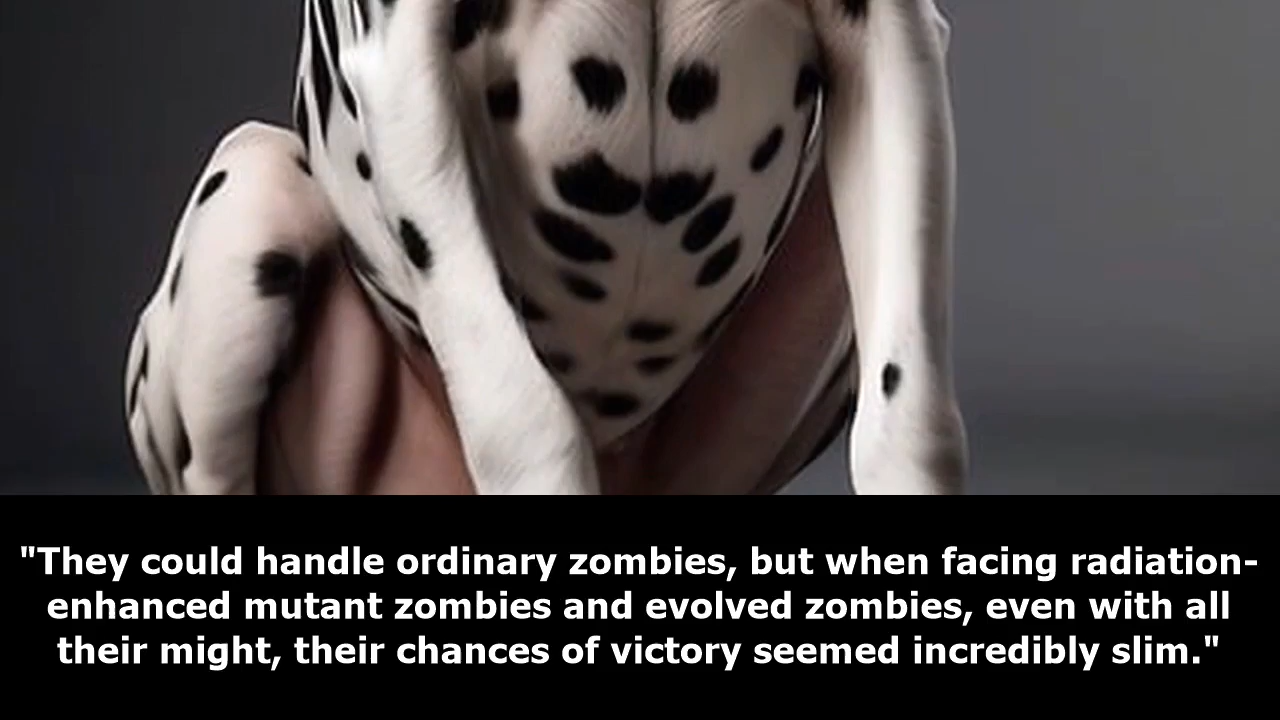 "They could handle ordinary zombies, but when facing radiation-
enhanced mutant zombies and evolved zombies, even with all
their might, their chances of victory seemed incredibly slim."